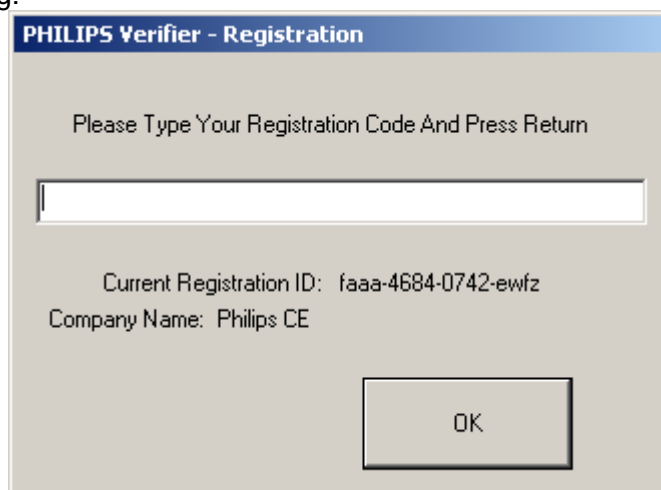 g:
PHILIPS Verifier - Registration
Please Type Your Registration Code And Press Return
Current Registration ID: faaa-4684-0742-ewfz
Company Name: Philips CE
OK